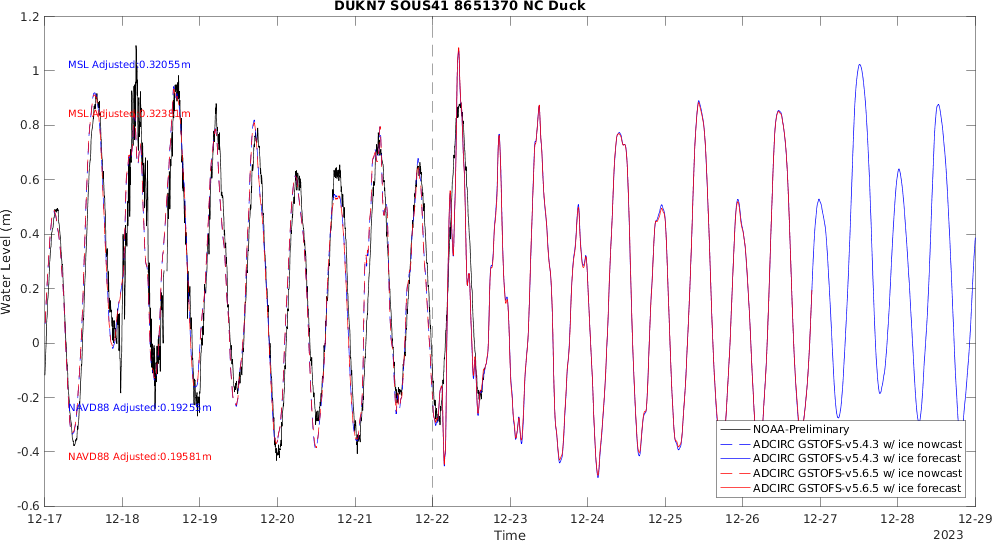 DUKN7 SOUS41 8651370 NC Duck
1.2
1
0.8
0.6
0.4
0.2
0
-0.2
-0.4
-0.6
Water Level (m)
MSL Adjusted:0.32055m
MSL Adjusted:0.32381m
NAVD88 Adjusted:0.19255m
NAVD88 Adjusted:0.19581m
NOAA-Preliminary
ADCIRC GSTOFS-v5.4.3 w/ ice nowcast
ADCIRC GSTOFS-v5.4.3 w/ ice forecast
ADCIRC GSTOFS-v5.6.5 w/ ice nowcast
ADCIRC GSTOFS-v5.6.5 w/ ice forecast
12-17 12-18 12-19 12-20 12-21 12-22 12-23 12-24 12-25 12-26 12-27 12-28 12-29
Time
2023